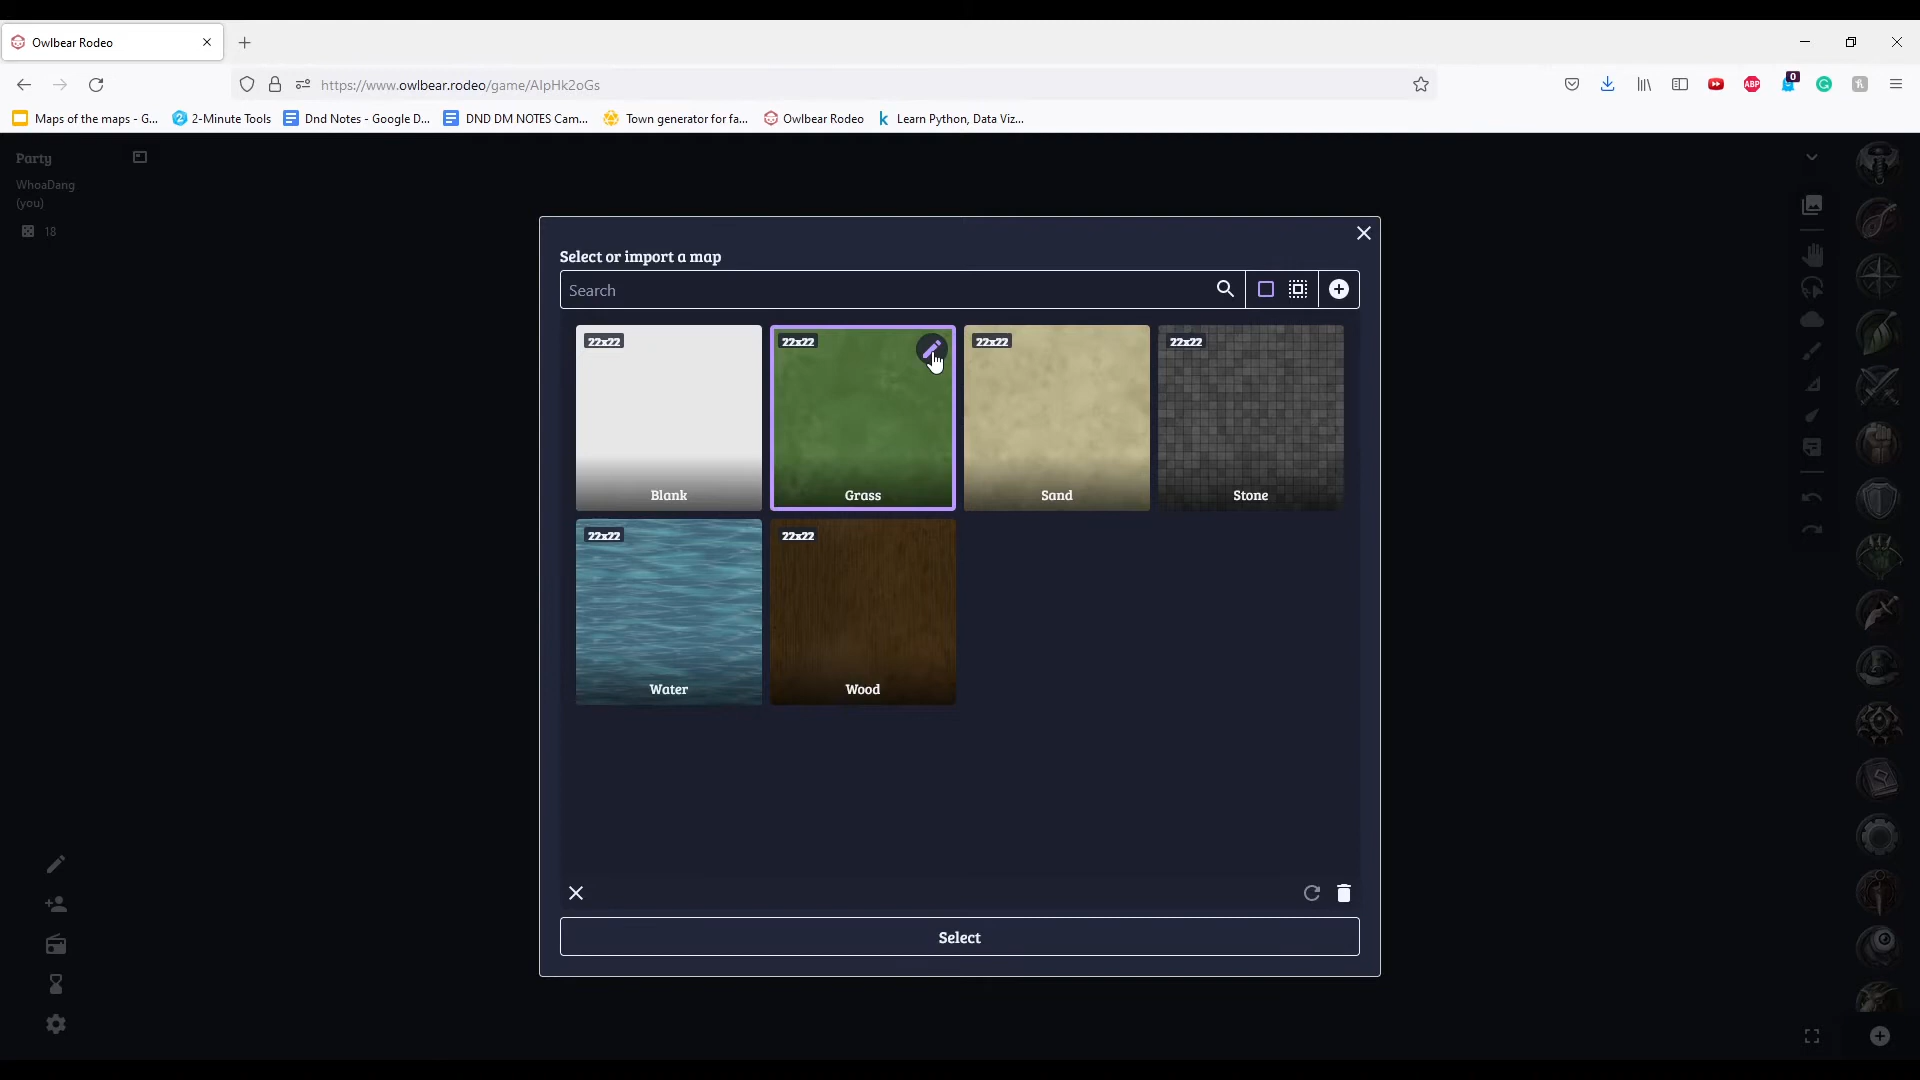 Owlbear Rodeo
https://www.owlbear.rodeo/game/AIpHk2oGs
0
Maps of the maps - G...
2-Minute Tools
Dnd Notes - Google D...
DND DM NOTES Cam...
Town generator for fa...
Owlbear Rodeo
Learn Python, Data Viz...
Party
WhoaDang
(you)
18
Select or import a map
Search
22x22
22x22
22x22
22x22
Blank
Grass
Sand
Stone
22x22
22x22
Water
Wood
Select